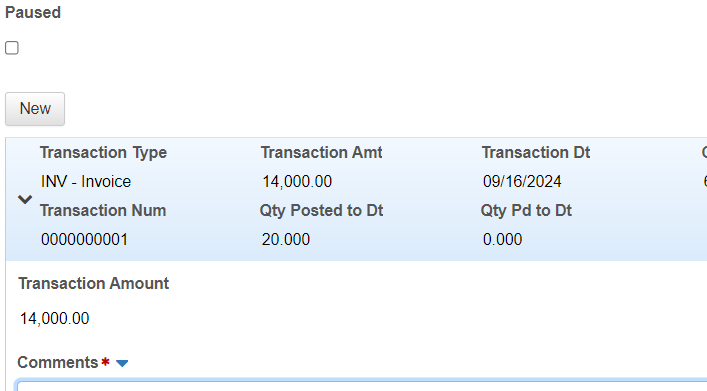 Paused
New
Transaction Type Transaction Amt Transaction Dt
INV - Invoice 14,000.00 09/16/2024
Transaction Num Qty Posted to Dt Qty Pd to Dt
0000000001 20.000 0.000
Transaction Amount
14,000.00
Comments*